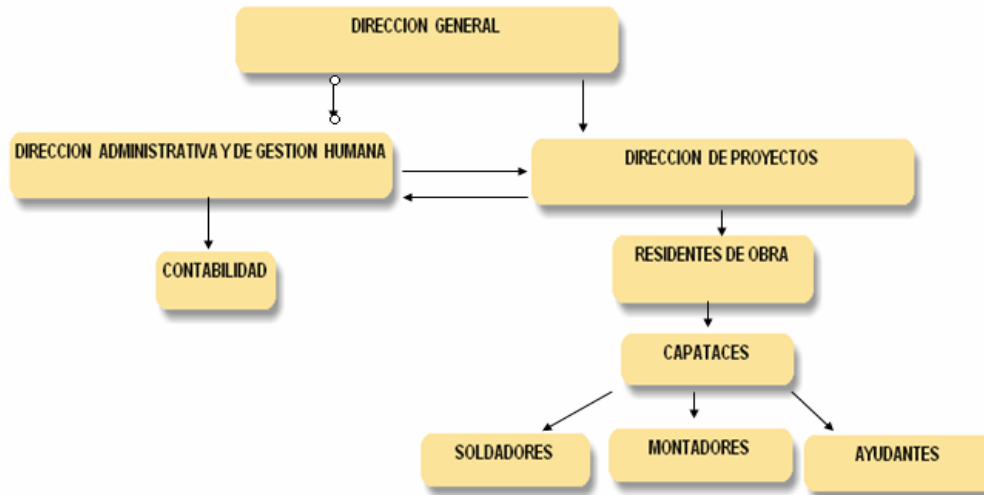 DIRECCION GENERAL
DIRECCION ADMINISTRATIVA Y DE GESTION HUMANA
DIRECCION DE PROYECTOS
RESIDENTES DE OBRA
CONTABILIDAD
CAPATACES
SOLDADORES
MONTADORES
AYUDANTES